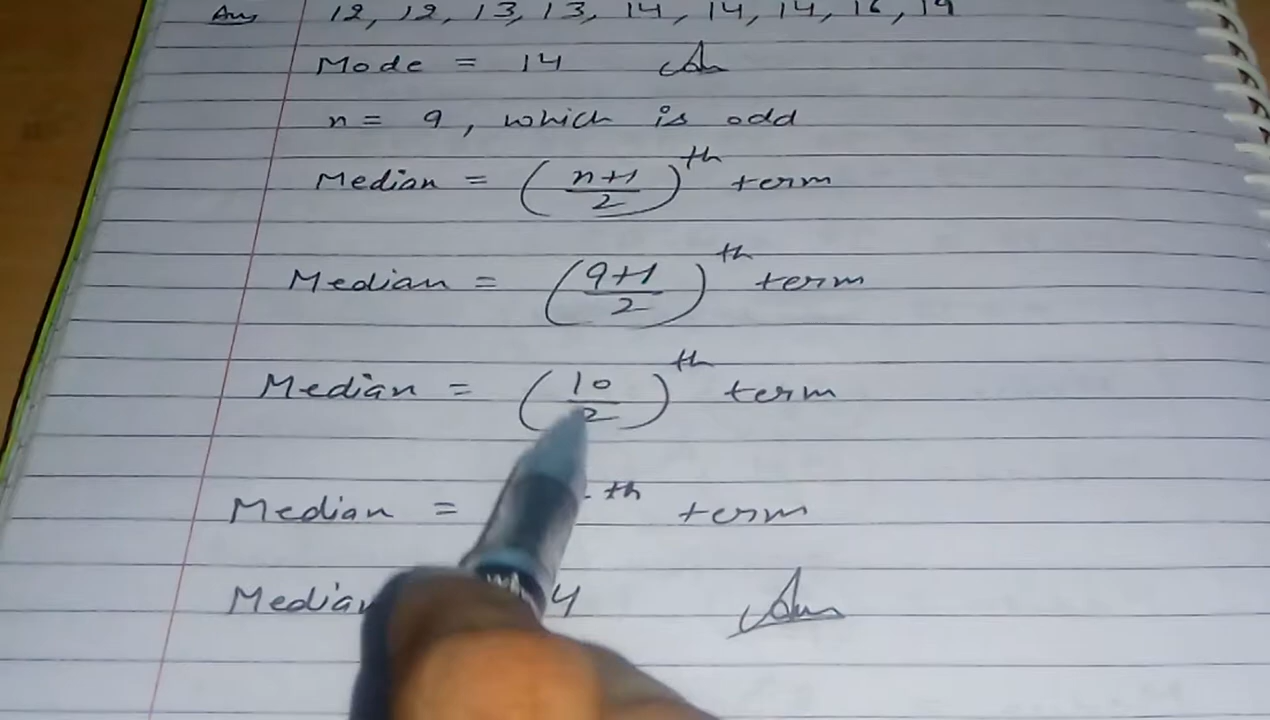 Ans 12, 12, 13, 13, 14, 14, 14, 16, 19
Mode = 14 Ans
n = 9, which is odd
Median = (n+1/2)th term
Median = (9+1/2)th term
Median = (10/2)th term
Median = th term
Median 4 Ans